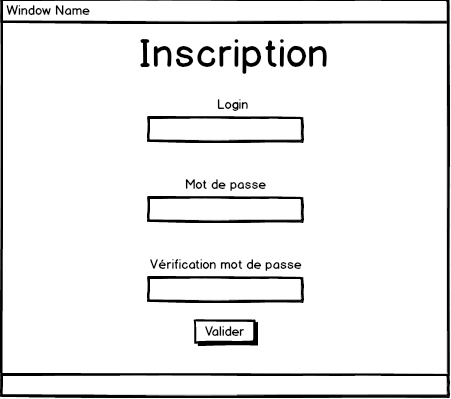 Window Name
Inscription
Login
Mot de passe
Vérification mot de passe
Valider